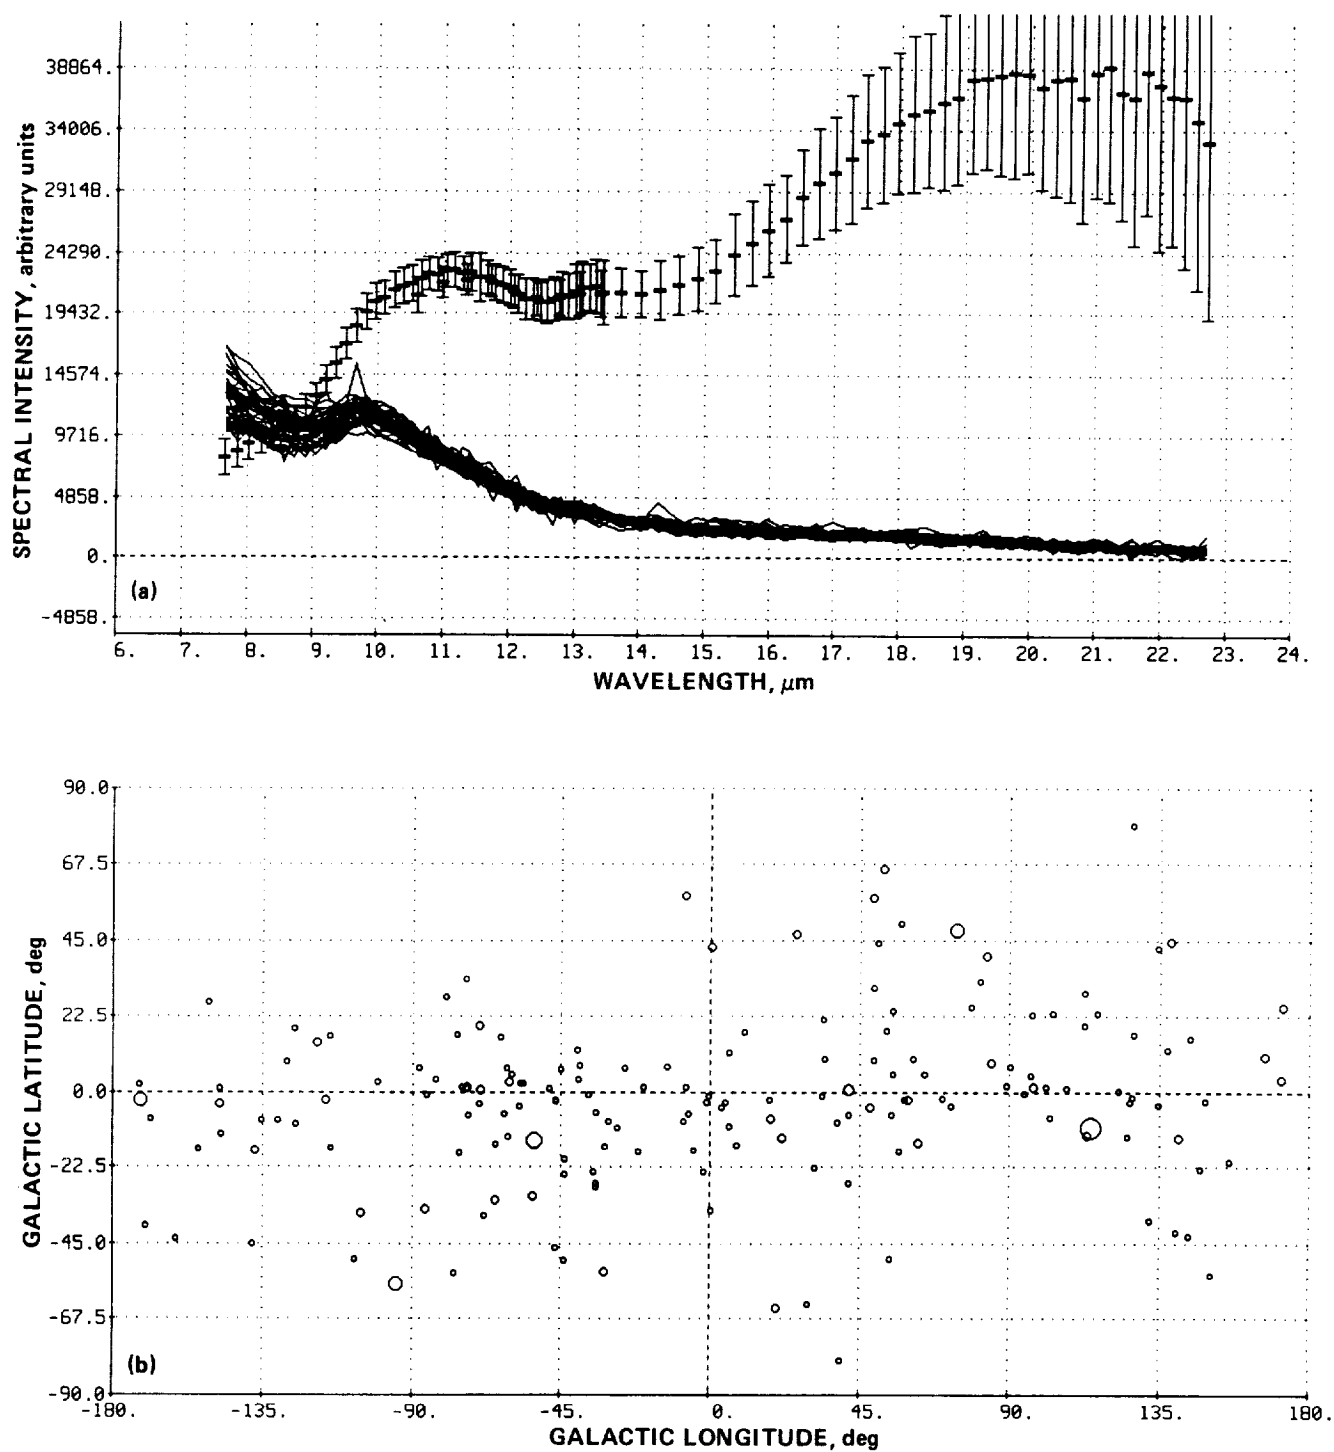 38864.
34006.
29148.
24290.
19432.
14574.
9716.
4858.
0.
-4858.
SPECTRAL INTENSITY, arbitrary units
(a)
6. 7. 8. 9. 10. 11. 12. 13. 14. 15. 16. 17. 18. 19. 20. 21. 22. 23. 24.
WAVELENGTH, μm
90.0
67.5
45.0
22.5
0.0
-22.5
-45.0
-67.5
-90.0
GALACTIC LATITUDE, deg
(b)
-180. -135. -90. -45. 0. 45. 90. 135. 180.
GALACTIC LONGITUDE, deg